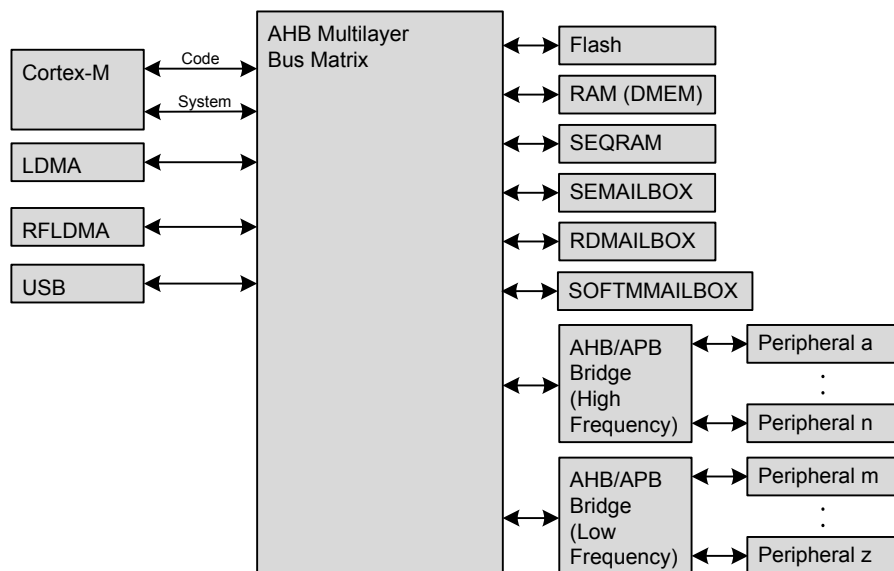 AHB Multilayer
Bus Matrix
Cortex-M
Code
System
LDMA
RFLDMA
USB
Flash
RAM (DMEM)
SEQRAM
SEMAILBOX
RDMAILBOX
SOFTMMAILBOX
AHB/APB
Bridge
(High
Frequency)
Peripheral a
:
Peripheral n
AHB/APB
Bridge
(Low
Frequency)
Peripheral m
:
Peripheral z